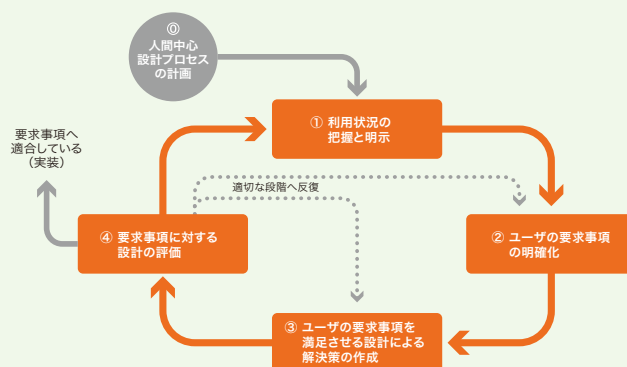 ⓪
人間中心
設計プロセス
の計画
① 利用状況の
把握と明示
要求事項へ
適合している
（実装）
適切な段階へ反復
④ 要求事項に対する
設計の評価
② ユーザの要求事項
の明確化
③ ユーザの要求事項を
満足させる設計による
解決策の作成